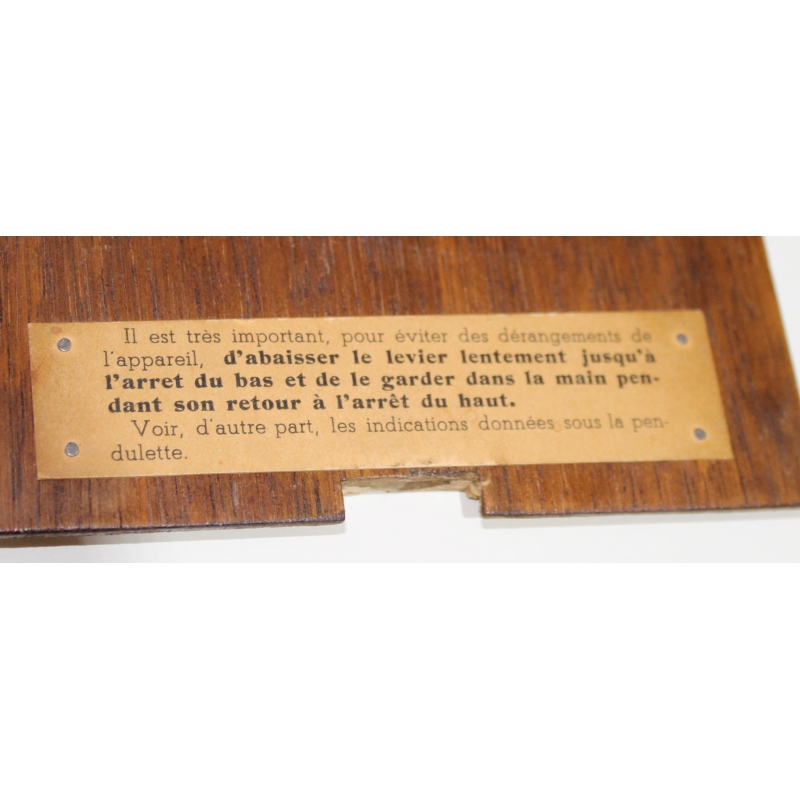 Il est très important, pour éviter des dérangements de
l'appareil, d'abaisser le levier lentement jusqu'à
l'arret du bas et de le garder dans la main pen-
dant son retour à l'arrêt du haut.
Voir, d'autre part, les indications données sous la pen-
dulette.